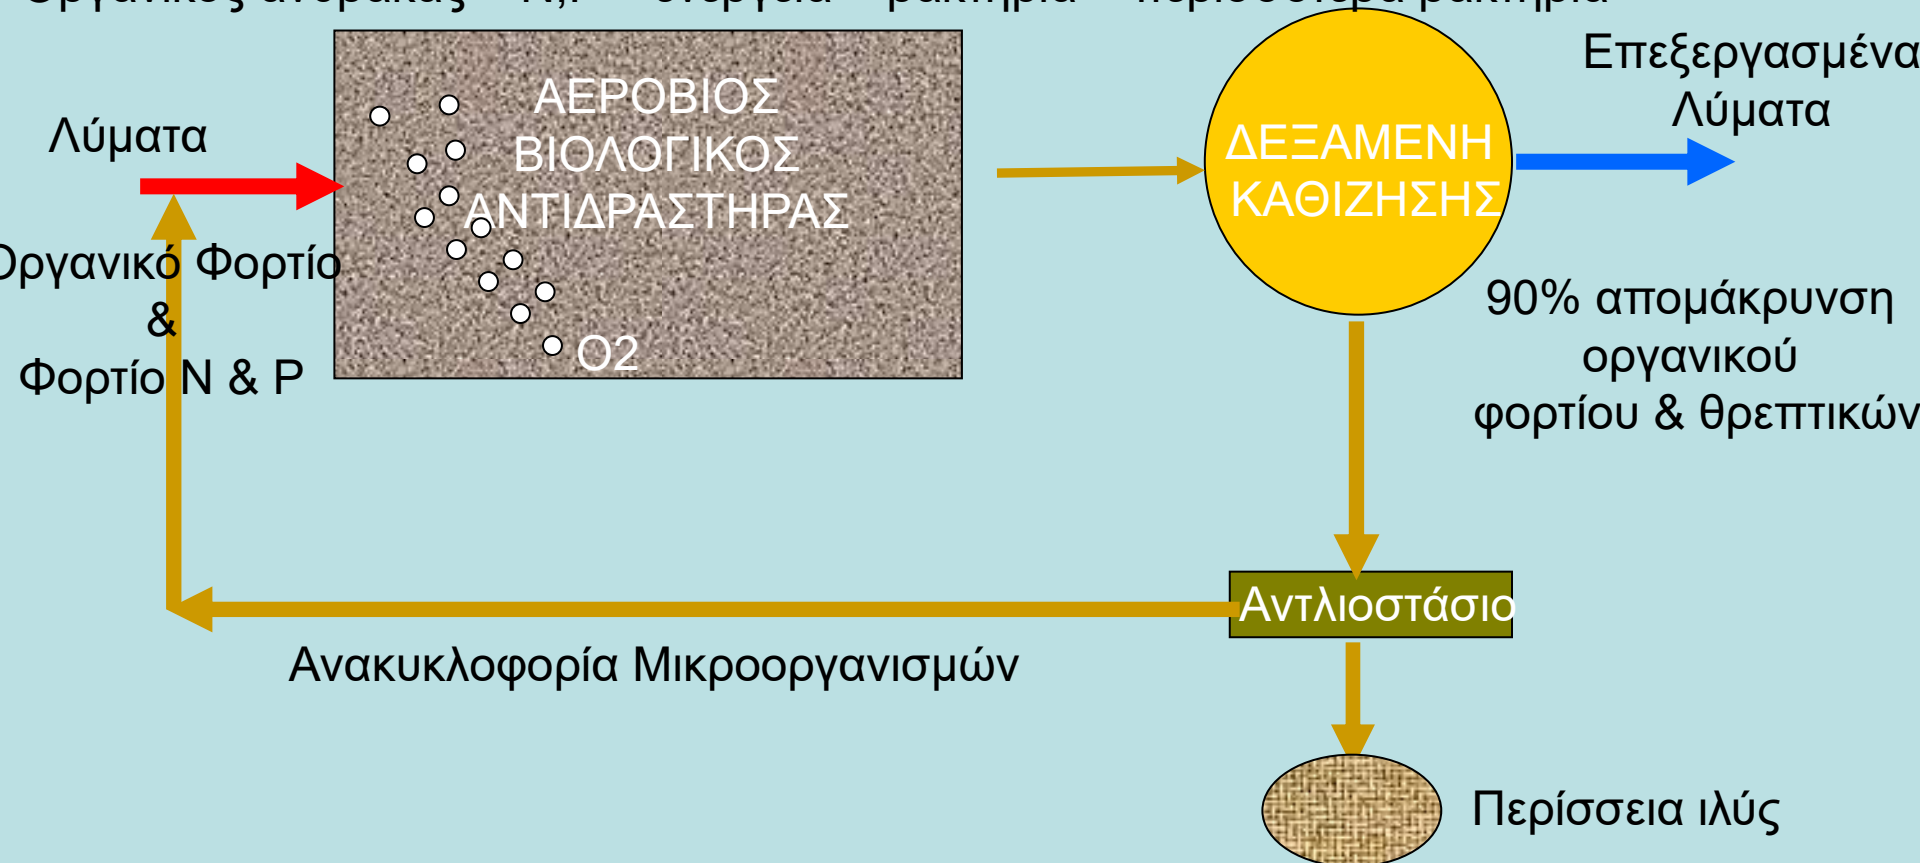 Λύματα
Οργανικό Φορτίο
&
Φορτίο N & P
ΑΕΡΟΒΙΟΣ
ΒΙΟΛΟΓΙΚΟΣ
ΑΝΤΙΔΡΑΣΤΗΡΑΣ
O2
ΔΕΞΑΜΕΝΗ
ΚΑΘΙΖΗΣΗΣ
Επεξεργασμένα
Λύματα
90% απομάκρυνση
οργανικού
φορτίου & θρεπτικών
Αντλιοστάσιο
Ανακυκλοφορία Μικροοργανισμών
Περίσσεια ιλύς